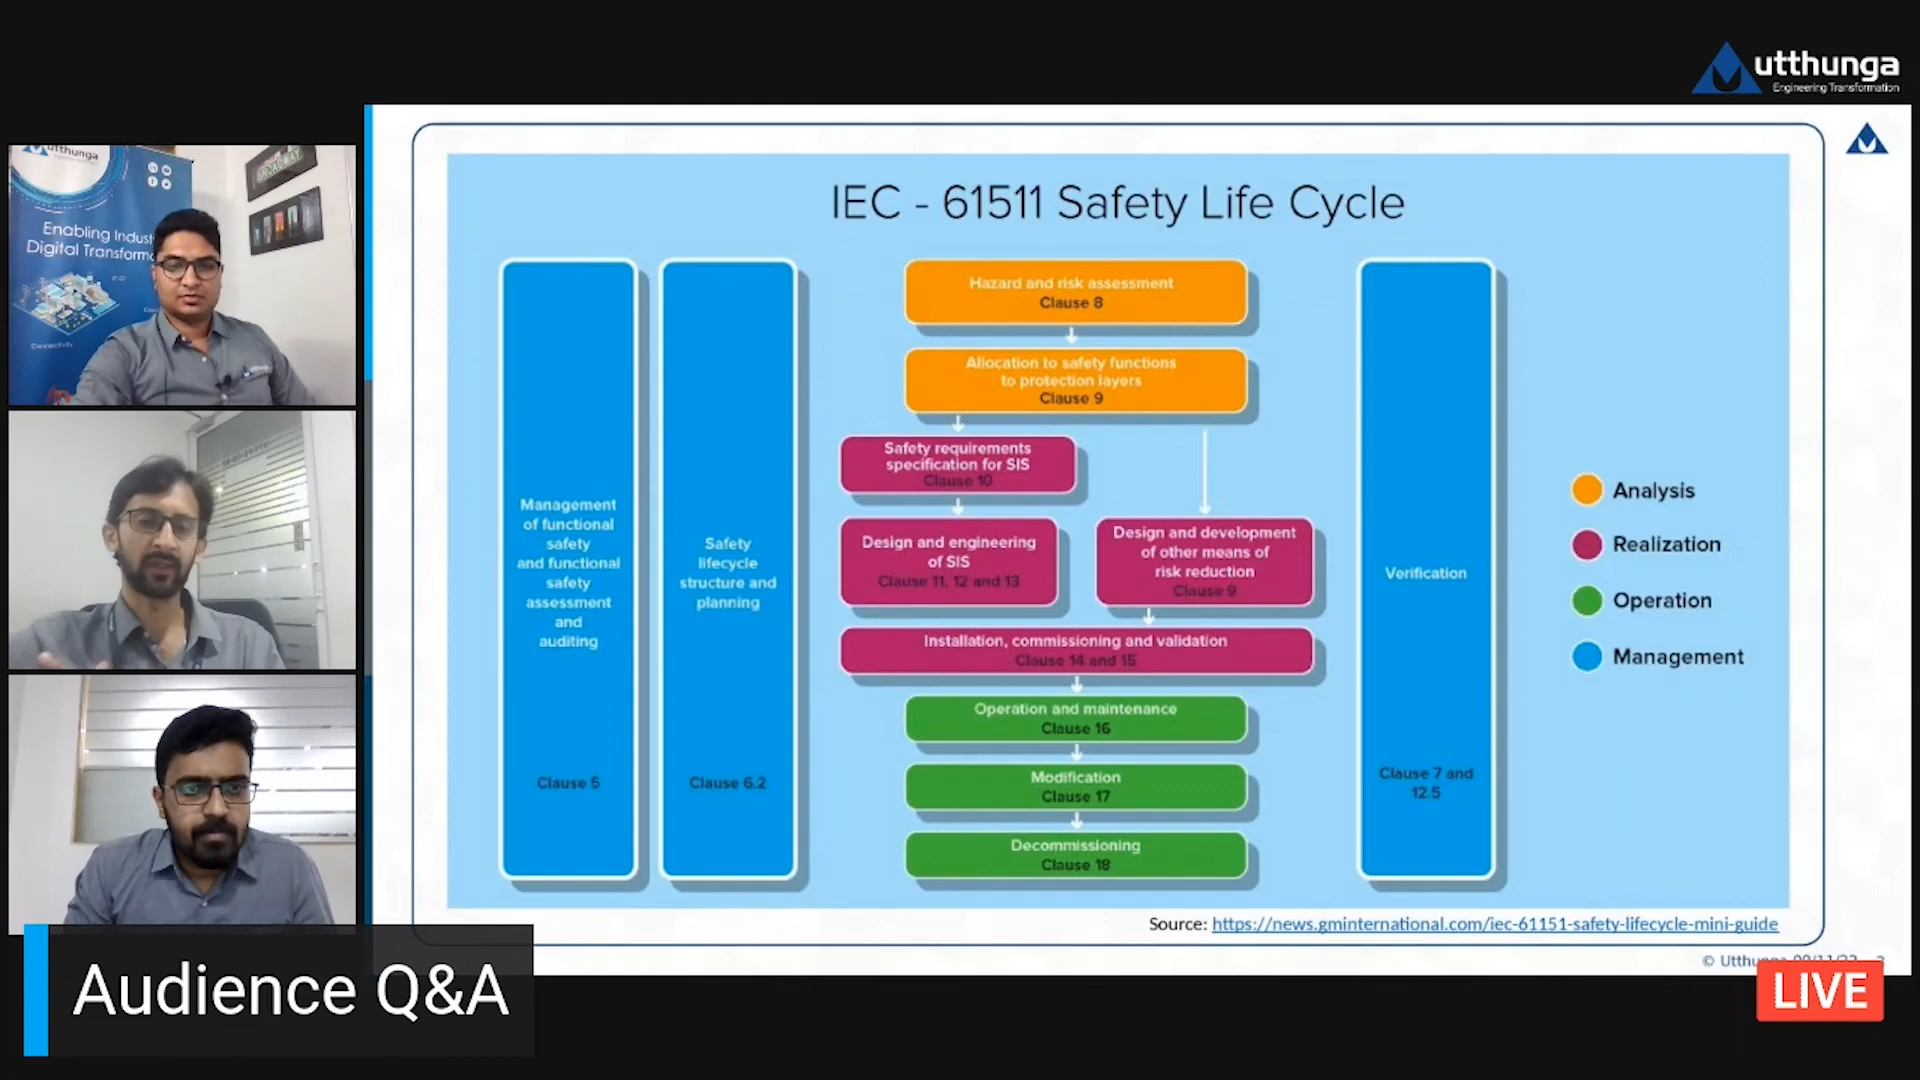 utthunga
Engineering Transformation
utthunga
Enabling Indust
Digital Transforma
Connectivity
IEC - 61511 Safety Life Cycle
Management
of functional
safety
and functional
safety
assessment
and
auditing
Clause 5
Safety
lifecycle
structure and
planning
Clause 6.2
Hazard and risk assessment
Clause 8
Allocation to safety functions
to protection layers
Clause 9
Safety requirements
specification for SIS
Clause 10
Design and engineering
of SIS
Clause 11, 12 and 13
Design and development
of other means of
risk reduction
Clause 9
Installation, commissioning and validation
Clause 14 and 15
Operation and maintenance
Clause 16
Modification
Clause 17
Decommissioning
Clause 18
Verification
Clause 7 and
12.5
Analysis
Realization
Operation
Management
Source: https://news.gminternational.com/iec-61151-safety-lifecycle-mini-guide
Audience Q&A
LIVE